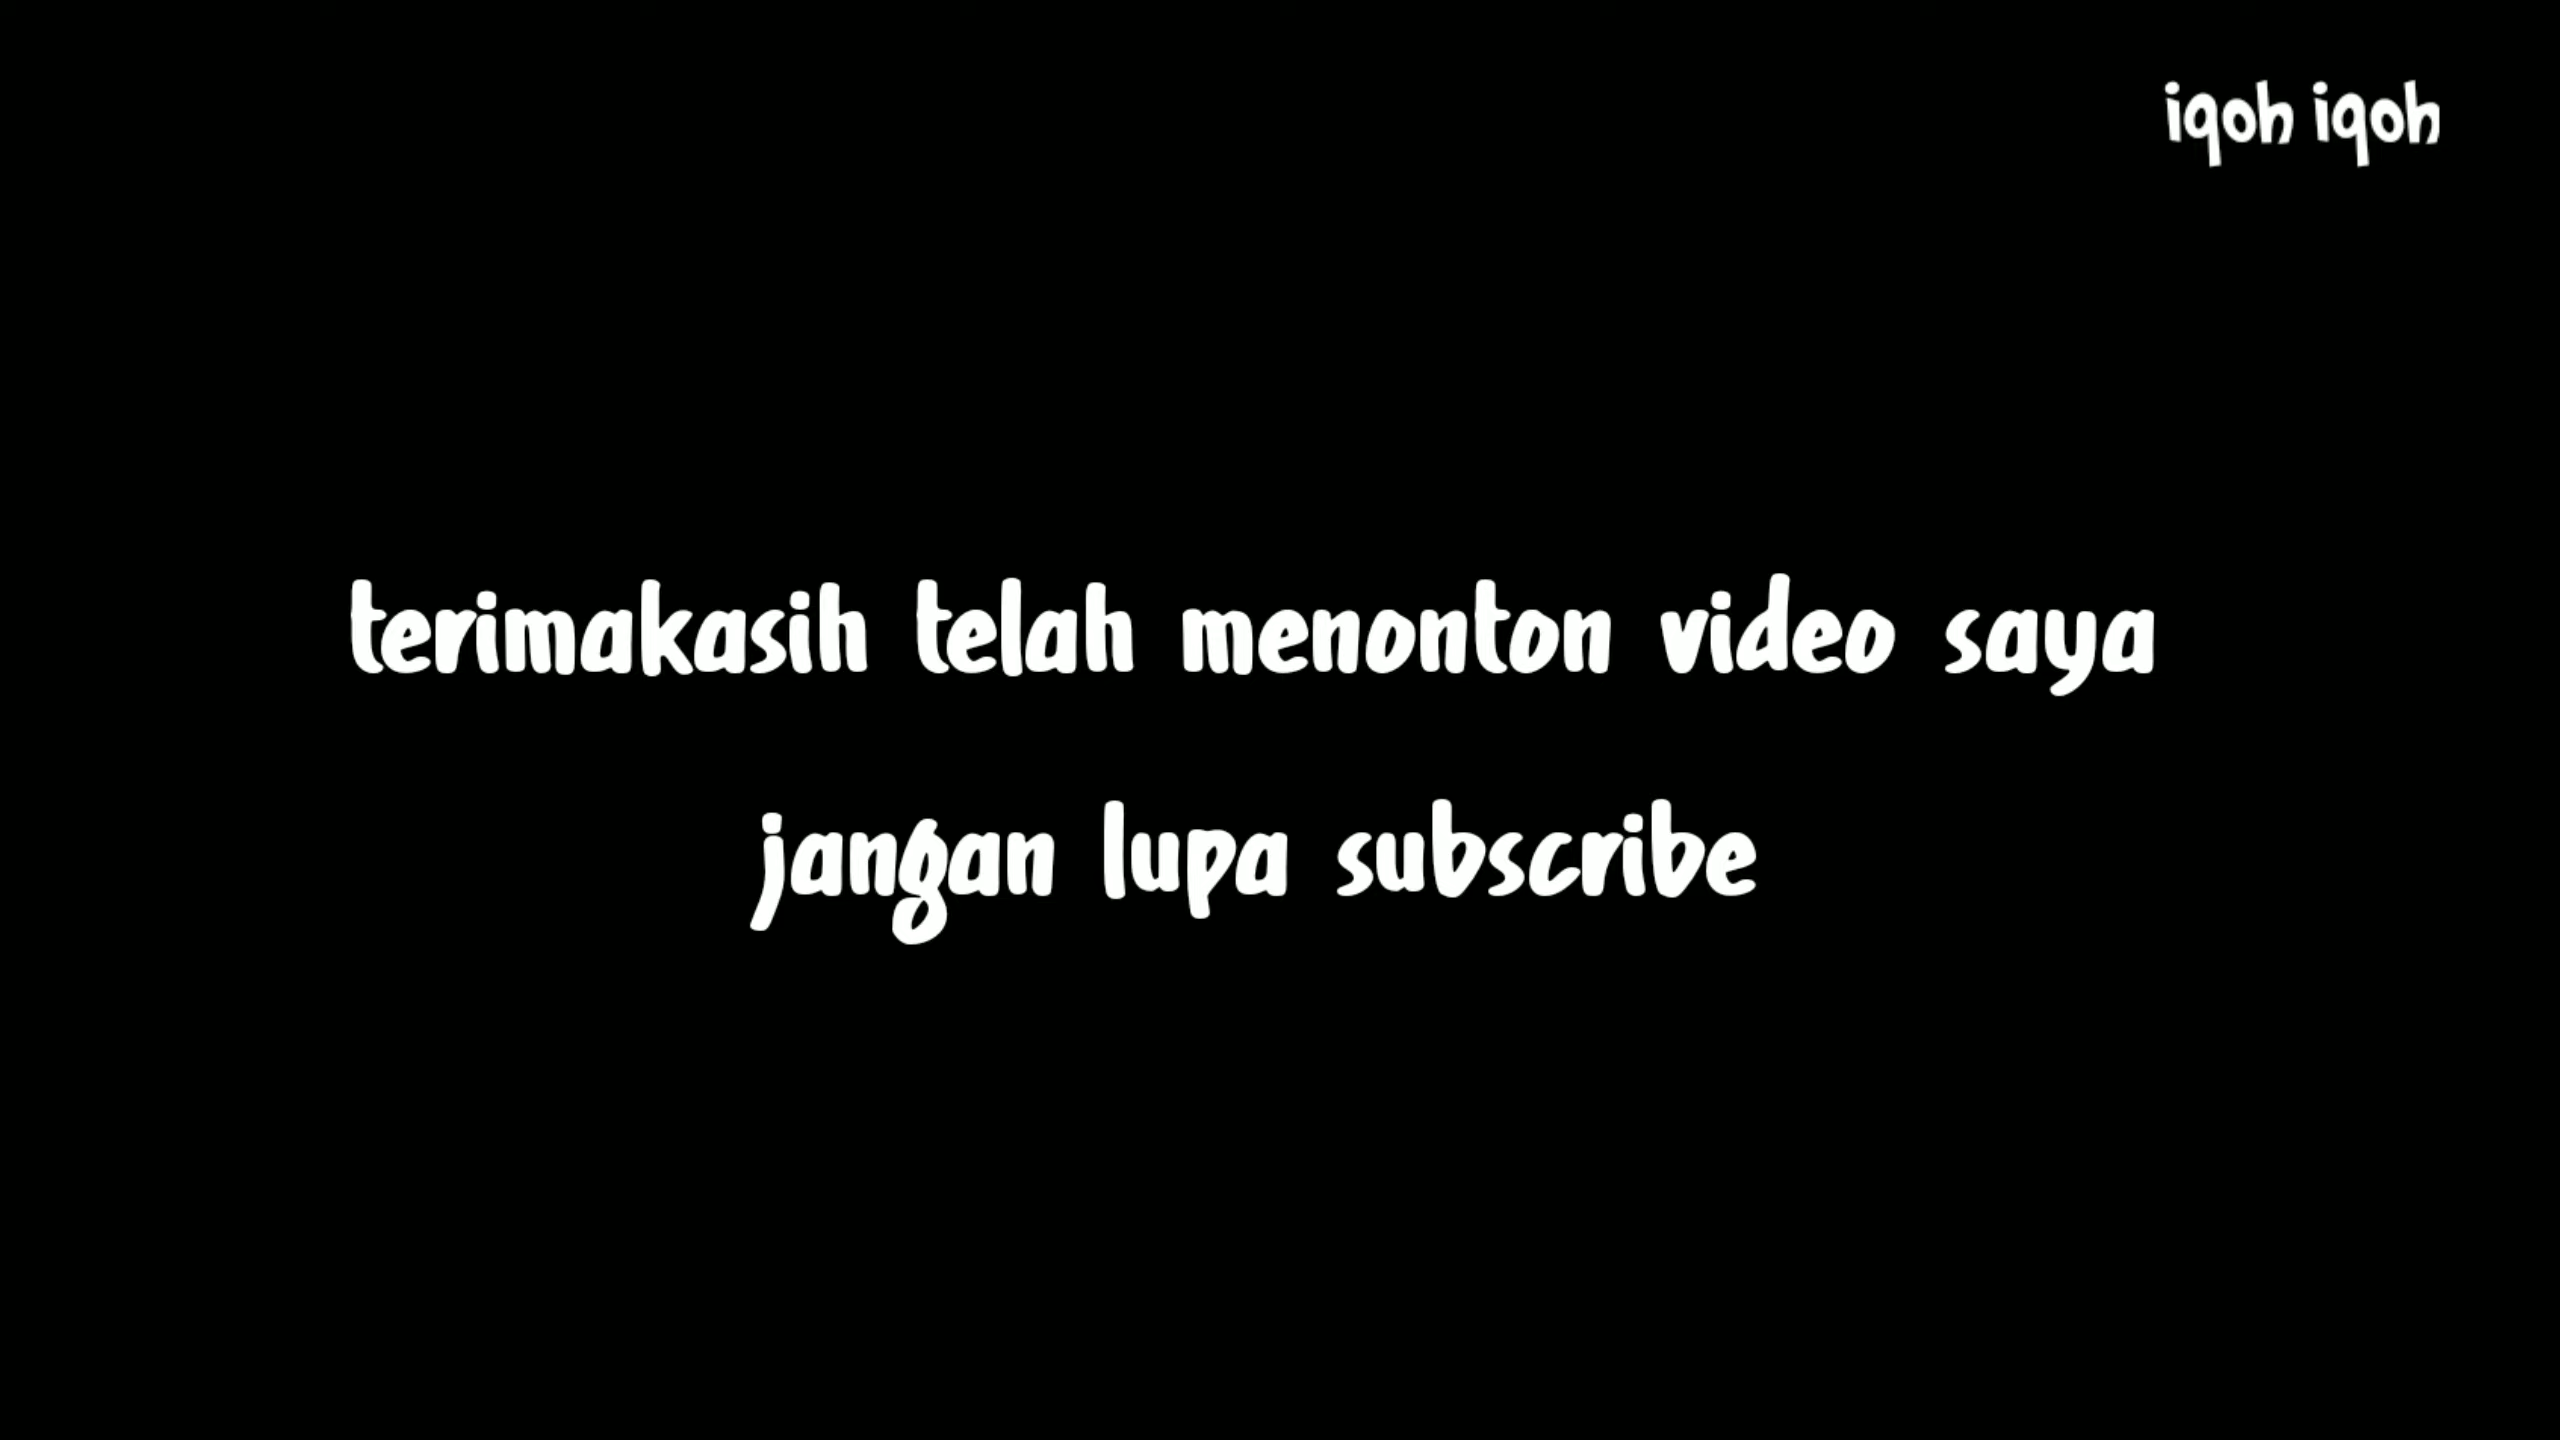 iqoh iqoh
terimakasih telah menonton video saya
jangan lupa subscribe